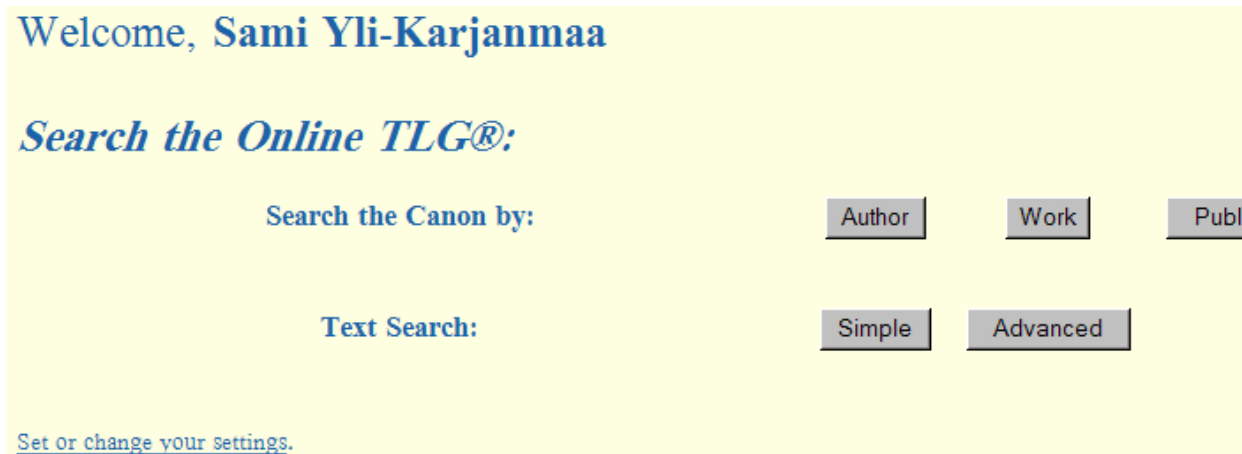 Welcome, Sami Yli-Karjanmaa
Search the Online TLG®:
Search the Canon by: Author Work Publ
Text Search: Simple Advanced
Set or change your settings.